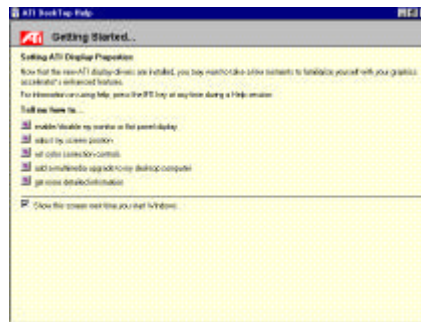 ATI DeskTop Help
ATI Getting Started...
Setting ATI Display Properties
Now that the new ATI display drivers are installed, you may want to take a few moments to familiarize yourself with your graphics
accelerator's enhanced features.
For information on using help, press the F1 key at any time during a Help session.
Tell me how to...
enable/disable my monitor or flat panel display
adjust my screen position
set color correction controls
add a multimedia upgrade to my desktop computer
get more detailed information
Show this screen next time you start Windows.